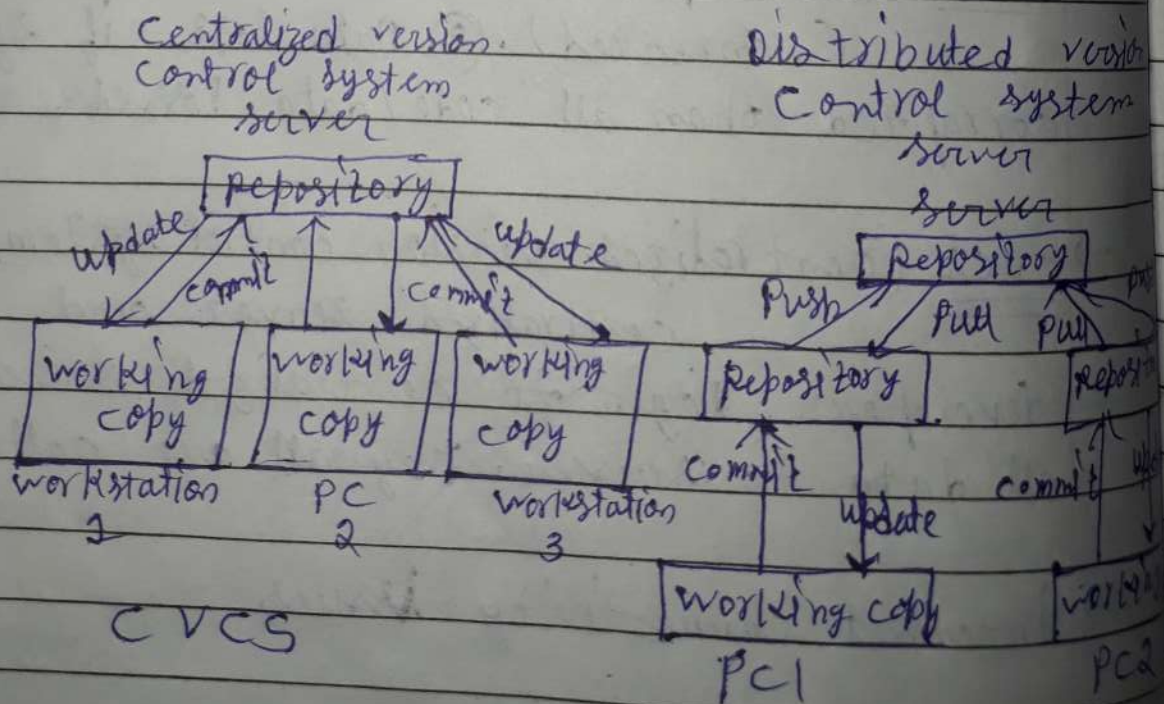 Centralized version.
Control system
server
Repository
update
commit
commit
update
working
copy
working
copy
working
copy
workstation
1
PC
2
workstation
3
CVCS
Distributed
Control system
server
server
Repository
Push
Pull
Pull
Repository
commit
update
commit
working copy
PC1
PC2